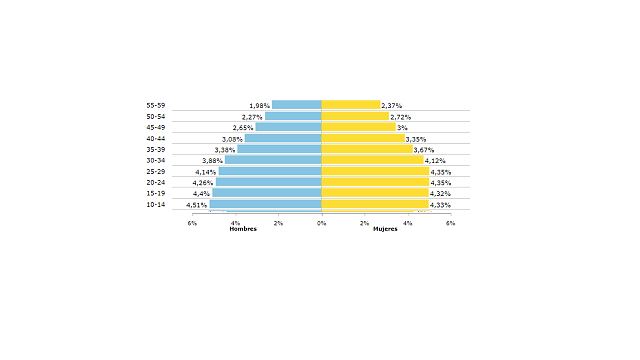 55-59 1,98% 2,37%
50-54 2,27% 2,72%
45-49 2,65% 3%
40-44 3,08% 3,35%
35-39 3,38% 3,67%
30-34 3,88% 4,12%
25-29 4,14% 4,35%
20-24 4,26% 4,35%
15-19 4,4% 4,32%
10-14 4,51% 4,33%
6% 4% 2% 0% 2% 4% 6%
Hombres Mujeres